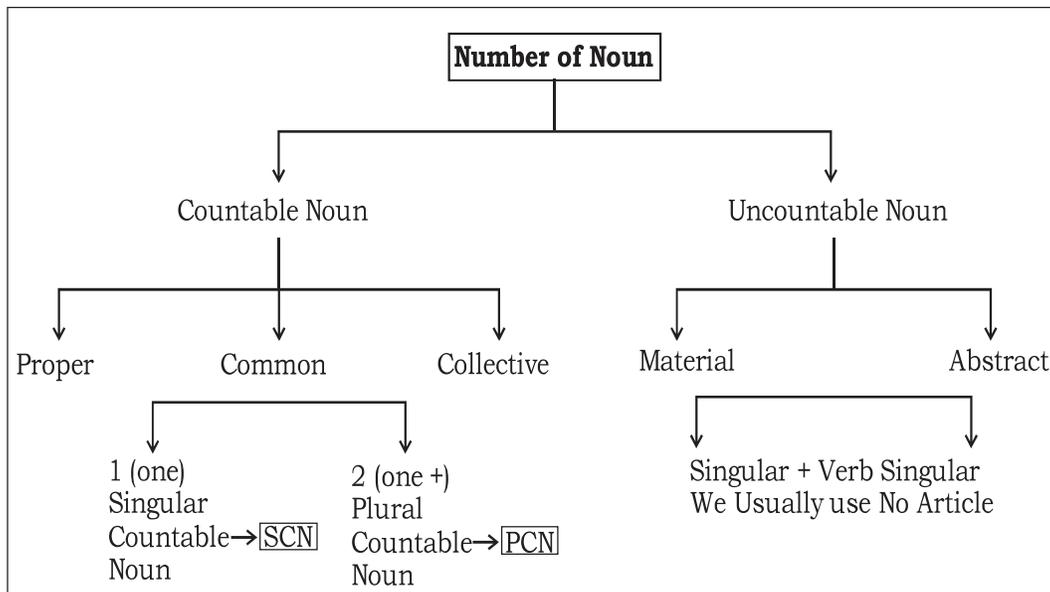 Number of Noun
Countable Noun
Uncountable Noun
Proper
Common
Collective
Material
Abstract
1 (one)
Singular
Countable→SCN
Noun
2 (one +)
Plural
Countable→PCN
Noun
Singular + Verb Singular
We Usually use No Article